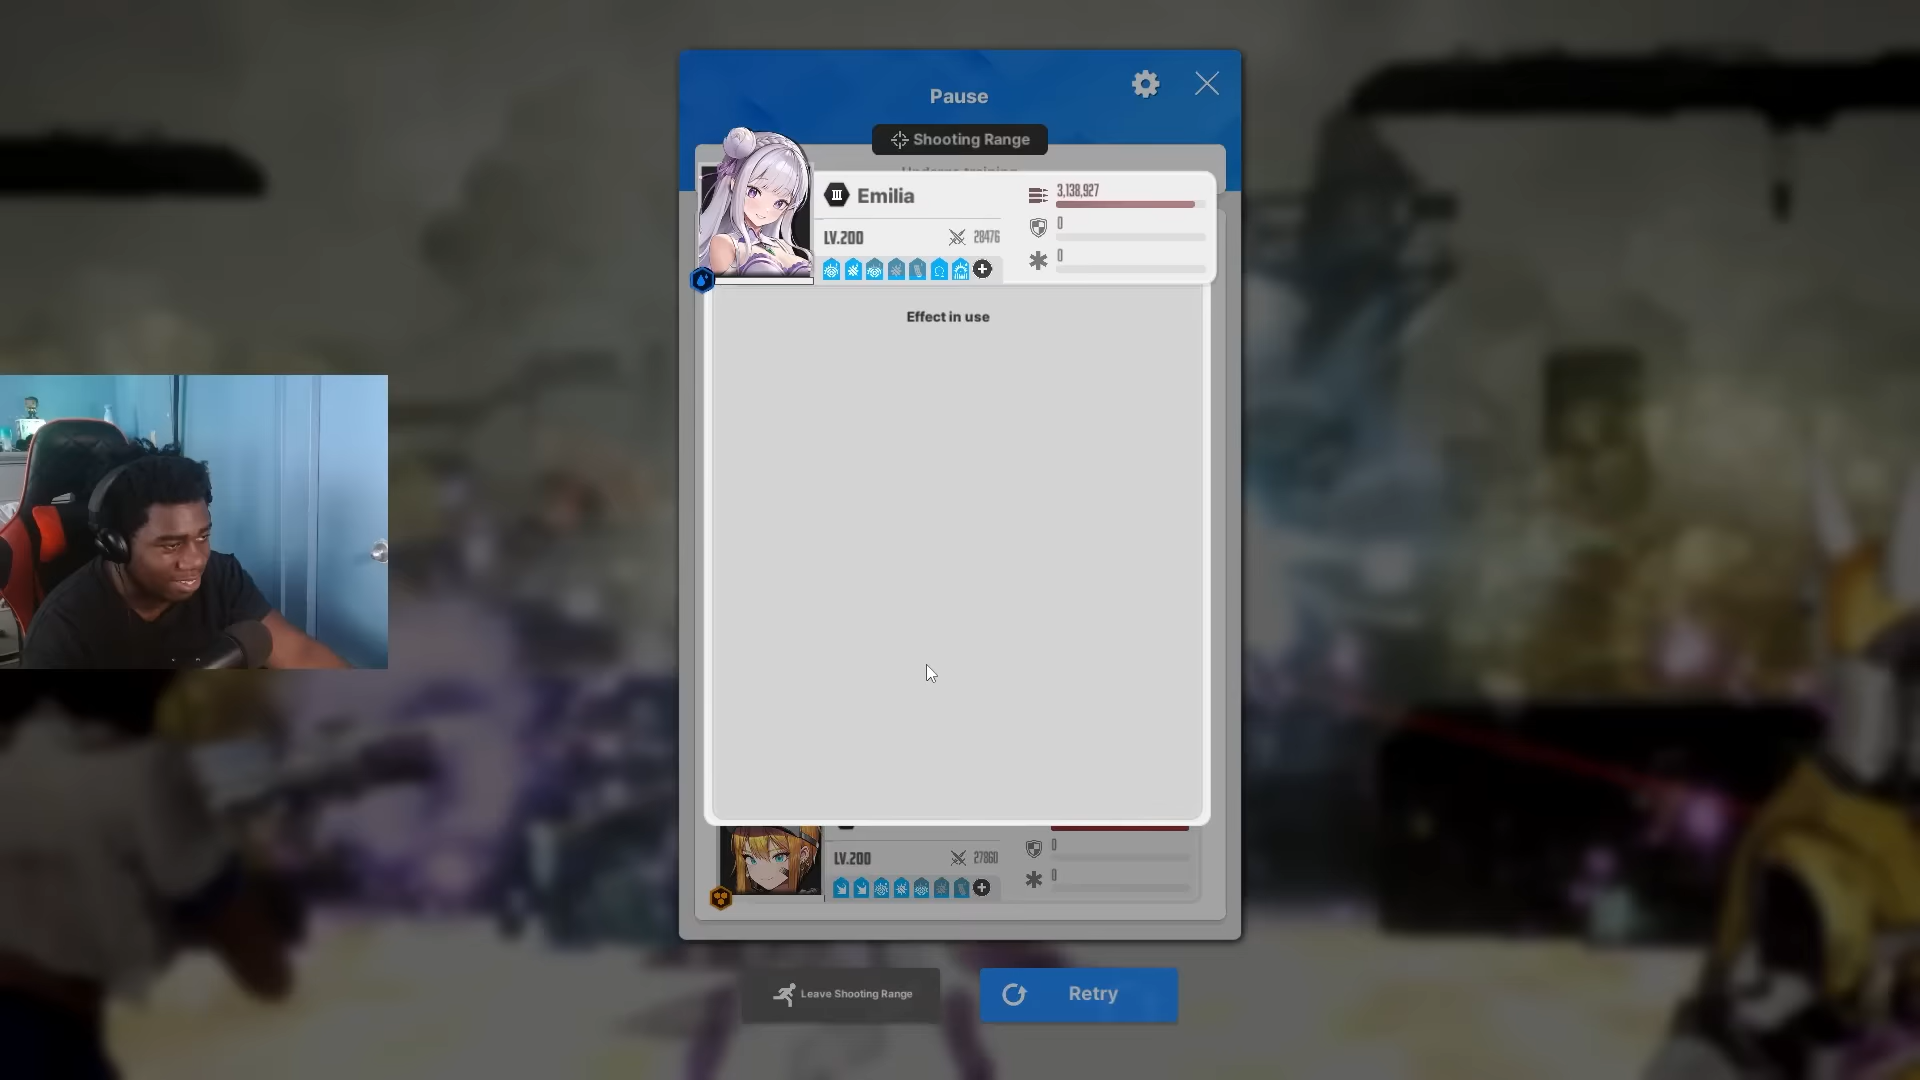 Pause
Shooting Range
III Emilia
3,138,927
0
LV.200
28476
0
Effect in use
LV.200
27860
0
0
Leave Shooting Range
Retry